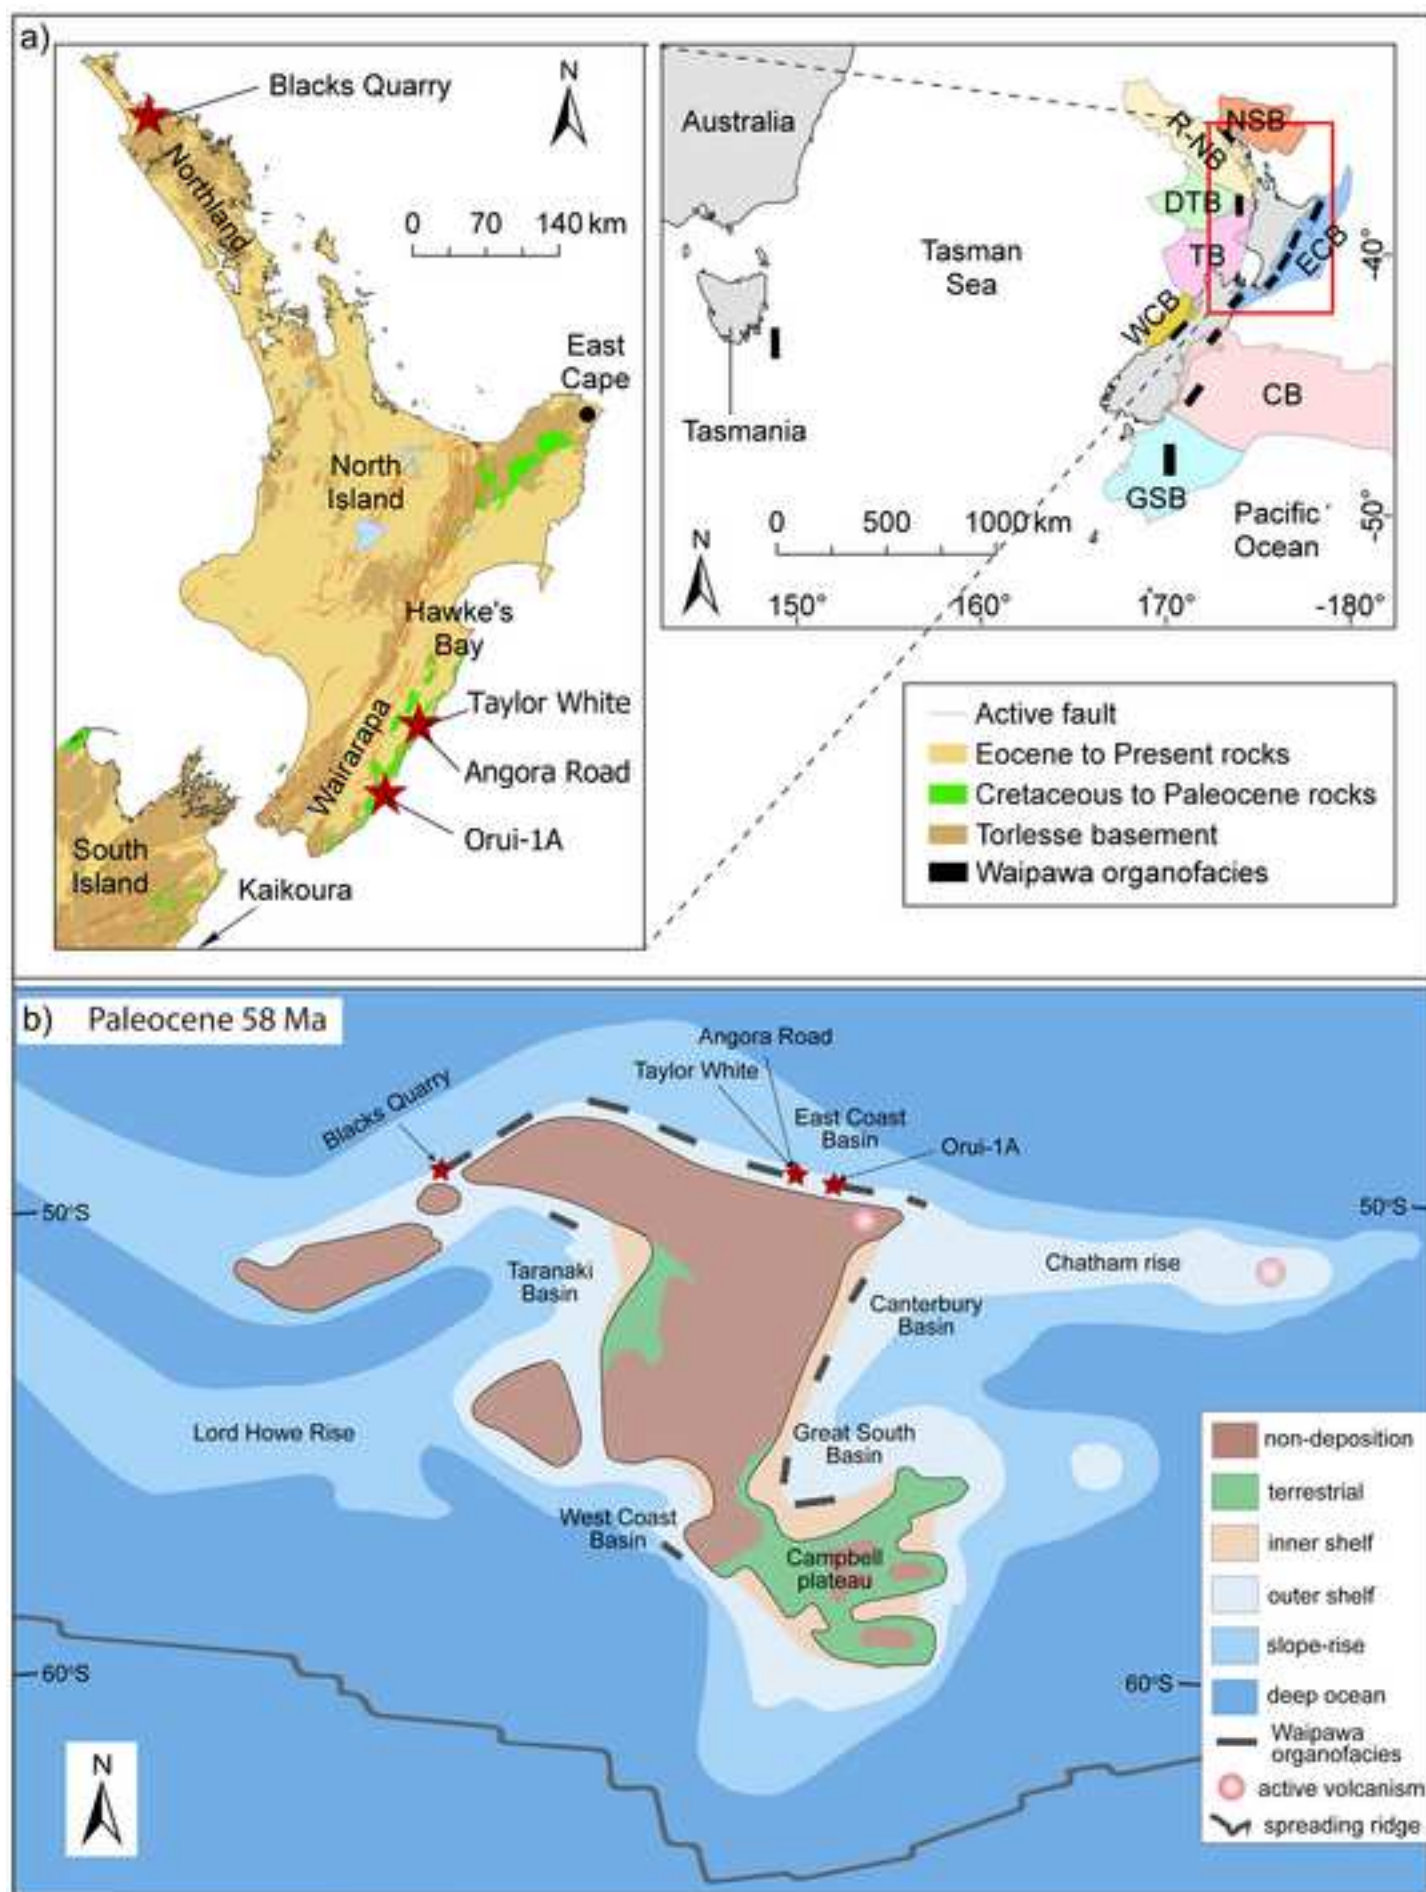 a)
Blacks Quarry
N
Northland
0 70 140 km
East
Cape
North
Island
Hawke's
Bay
Taylor White
Wairarapa
Angora Road
Orui-1A
South
Island
Kaikoura
Australia
R-NB
NSB
DTB
TB
ECB
-40°
Tasman
Sea
WCB
CB
Tasmania
GSB
-50°
0 500 1000 km
Pacific
Ocean
N
150° 160° 170° -180°
Active fault
Eocene to Present rocks
Cretaceous to Paleocene rocks
Torlesse basement
Waipawa organofacies
b) Paleocene 58 Ma
Angora Road
Taylor White
Blacks Quarry
East Coast
Basin
Orui-1A
50°S
50°S
Taranaki
Basin
Chatham rise
Canterbury
Basin
Lord Howe Rise
Great South
Basin
West Coast
Basin
Campbell
plateau
60°S
60°S
N
non-deposition
terrestrial
inner shelf
outer shelf
slope-rise
deep ocean
Waipawa
organofacies
active volcanism
spreading ridge